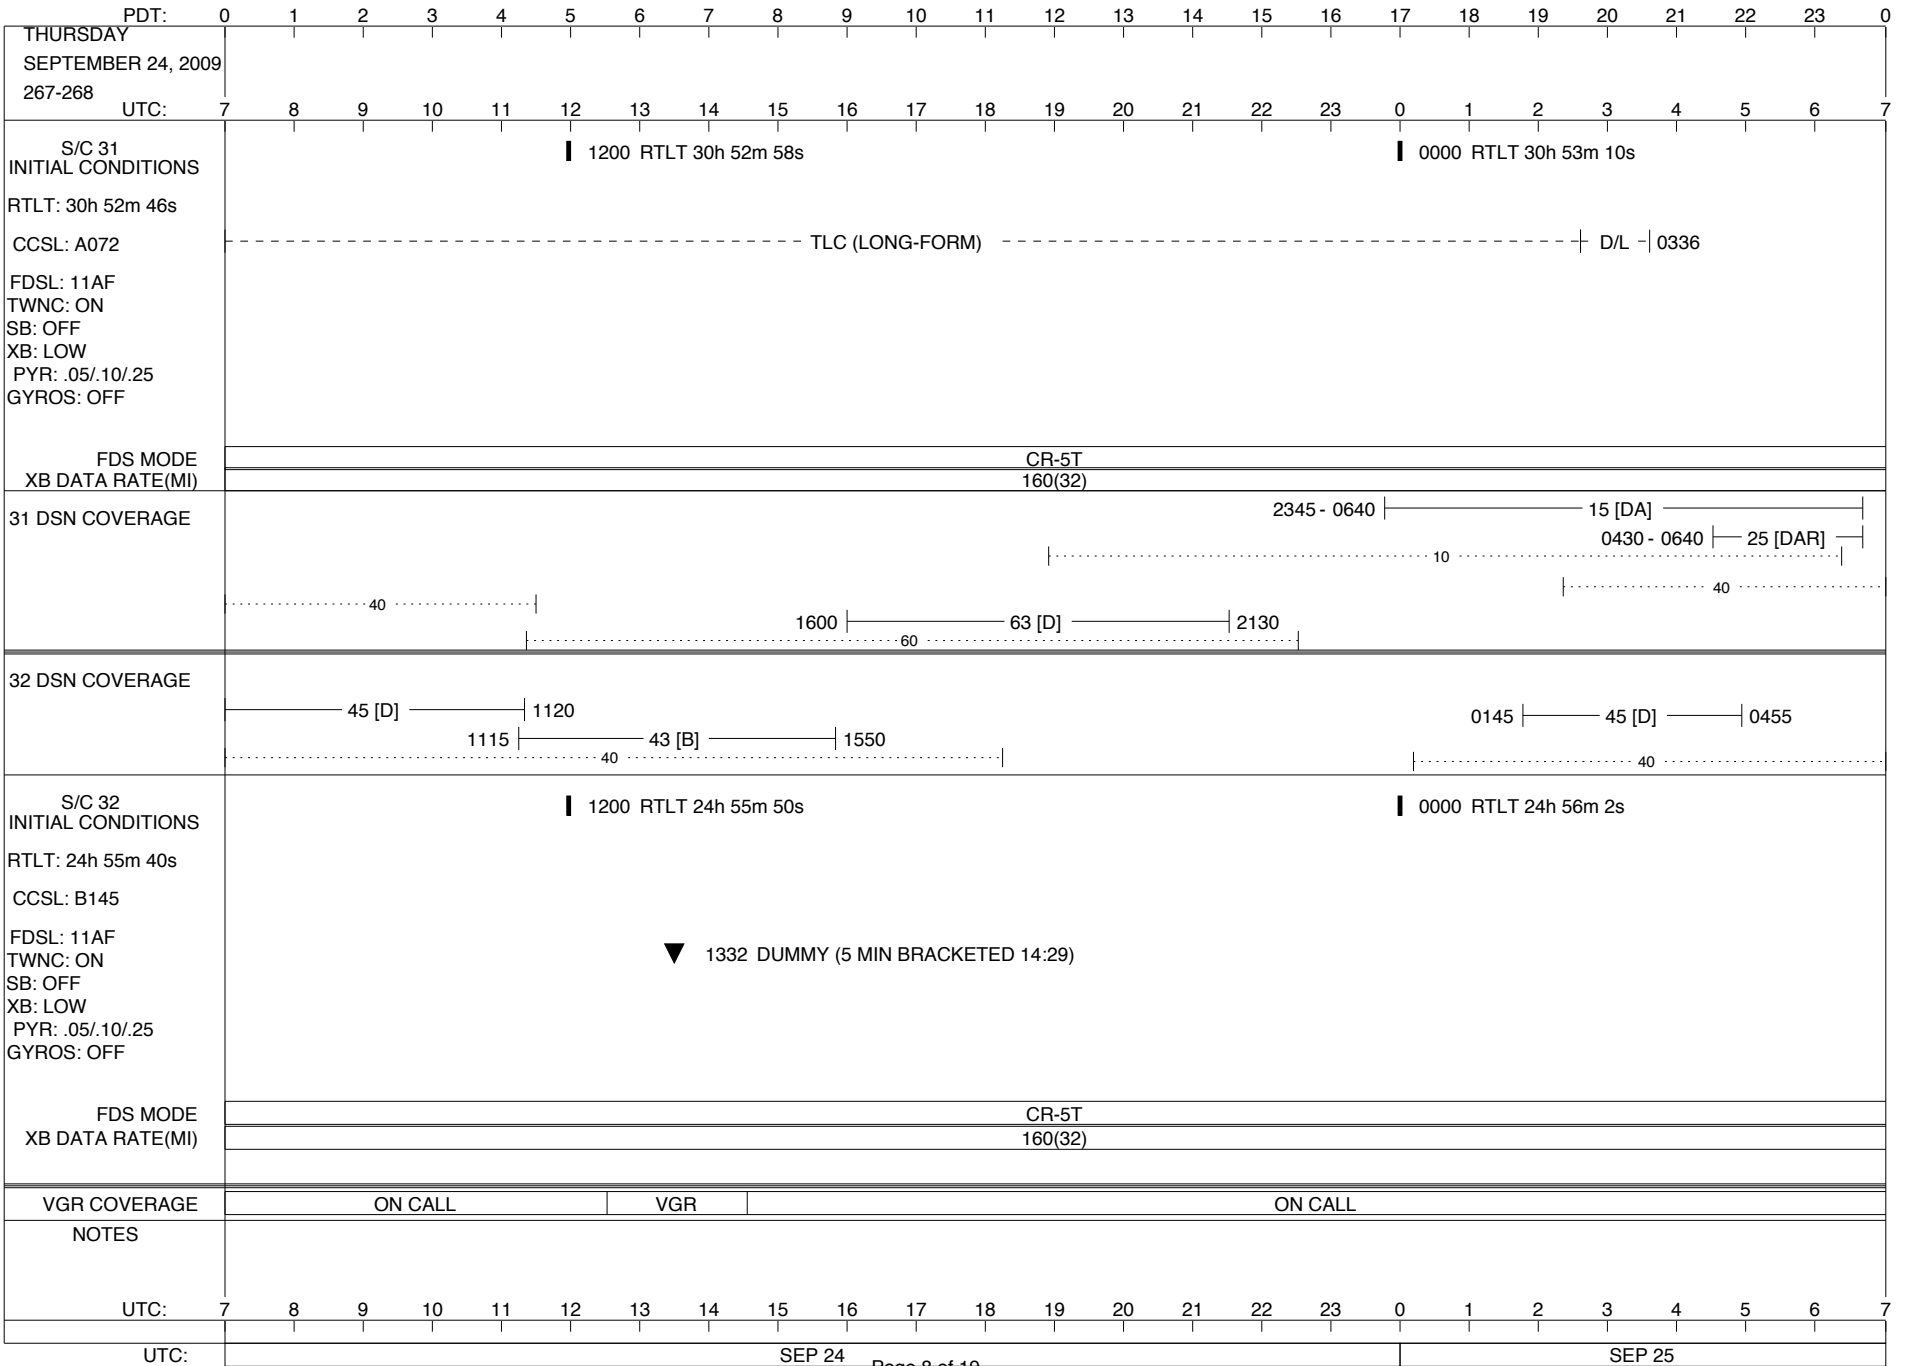 PDT: 0 1 2 3 4 5 6 7 8 9 10 11 12 13 14 15 16 17 18 19 20 21 22 23 0
THURSDAY
SEPTEMBER 24, 2009
267-268
UTC: 7 8 9 10 11 12 13 14 15 16 17 18 19 20 21 22 23 0 1 2 3 4 5 6 7
S/C 31
INITIAL CONDITIONS
1200 RTLT 30h 52m 58s
0000 RTLT 30h 53m 10s
RTLT: 30h 52m 46s
CCSL: A072
TLC (LONG-FORM)
D/L
0336
FDSL: 11AF
TWNC: ON
SB: OFF
XB: LOW
PYR: .05/.10/.25
GYROS: OFF
FDS MODE CR-5T
XB DATA RATE(MI) 160(32)
31 DSN COVERAGE
2345 - 0640 15 [DA]
0430 - 0640 25 [DAR]
10
40
40
1600 63 [D] 2130
60
32 DSN COVERAGE
45 [D] 1120
0145 45 [D] 0455
1115 43 [B] 1550
40
40
S/C 32
INITIAL CONDITIONS
1200 RTLT 24h 55m 50s
0000 RTLT 24h 56m 2s
RTLT: 24h 55m 40s
CCSL: B145
FDSL: 11AF
TWNC: ON
SB: OFF
XB: LOW
PYR: .05/.10/.25
GYROS: OFF
1332 DUMMY (5 MIN BRACKETED 14:29)
FDS MODE CR-5T
XB DATA RATE(MI) 160(32)
VGR COVERAGE ON CALL VGR ON CALL
NOTES
UTC: 7 8 9 10 11 12 13 14 15 16 17 18 19 20 21 22 23 0 1 2 3 4 5 6 7
UTC: SEP 24 SEP 25
Page 8 of